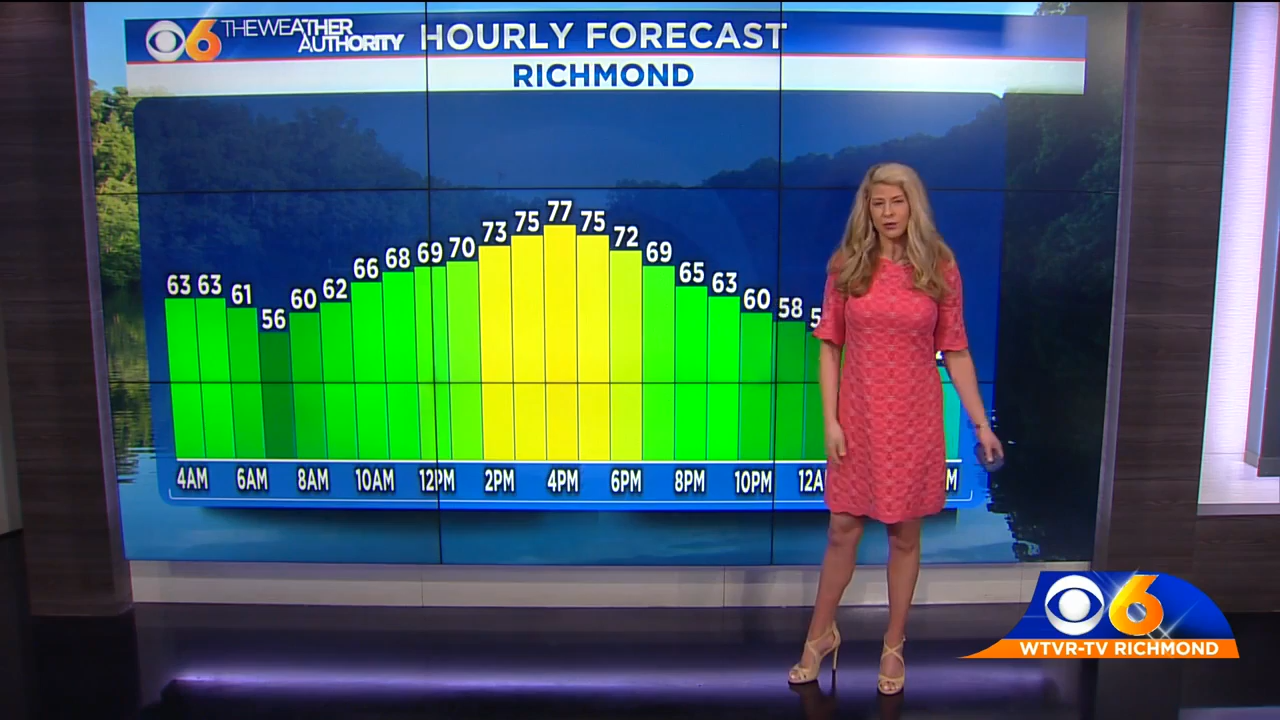 6 THE WEATHER AUTHORITY
HOURLY FORECAST
RICHMOND
63 63 61 56 60 62 66 68 69 70 73 75 77 75 72 69 65 63 60 58
4AM 6AM 8AM 10AM 12PM 2PM 4PM 6PM 8PM 10PM 12A
6
WTVR-TV RICHMOND